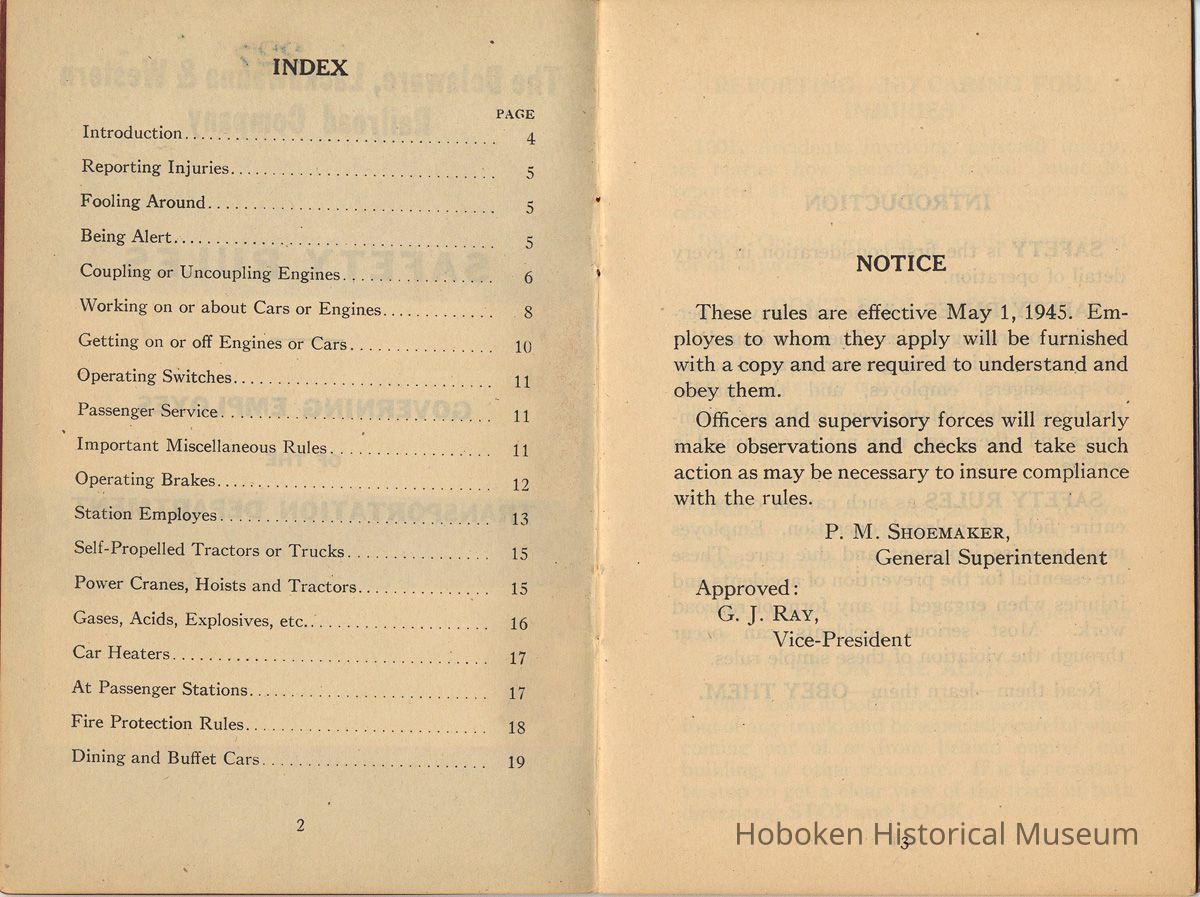 INDEX
PAGE
Introduction 4
Reporting Injuries 5
Fooling Around 5
Being Alert 5
Coupling or Uncoupling Engines 6
Working on or about Cars or Engines 8
Getting on or off Engines or Cars 10
Operating Switches 11
Passenger Service 11
Important Miscellaneous Rules 11
Operating Brakes 12
Station Employes 13
Self-Propelled Tractors or Trucks 15
Power Cranes, Hoists and Tractors 15
Gases, Acids, Explosives, etc. 16
Car Heaters 17
At Passenger Stations 17
Fire Protection Rules 18
Dining and Buffet Cars 19
2
NOTICE
These rules are effective May 1, 1945. Em-
ployes to whom they apply will be furnished
with a copy and are required to understand and
obey them.
Officers and supervisory forces will regularly
make observations and checks and take such
action as may be necessary to insure compliance
with the rules.
P. M. SHOEMAKER,
General Superintendent
Approved:
G. J. RAY,
Vice-President
Hoboken Historical Museum
3